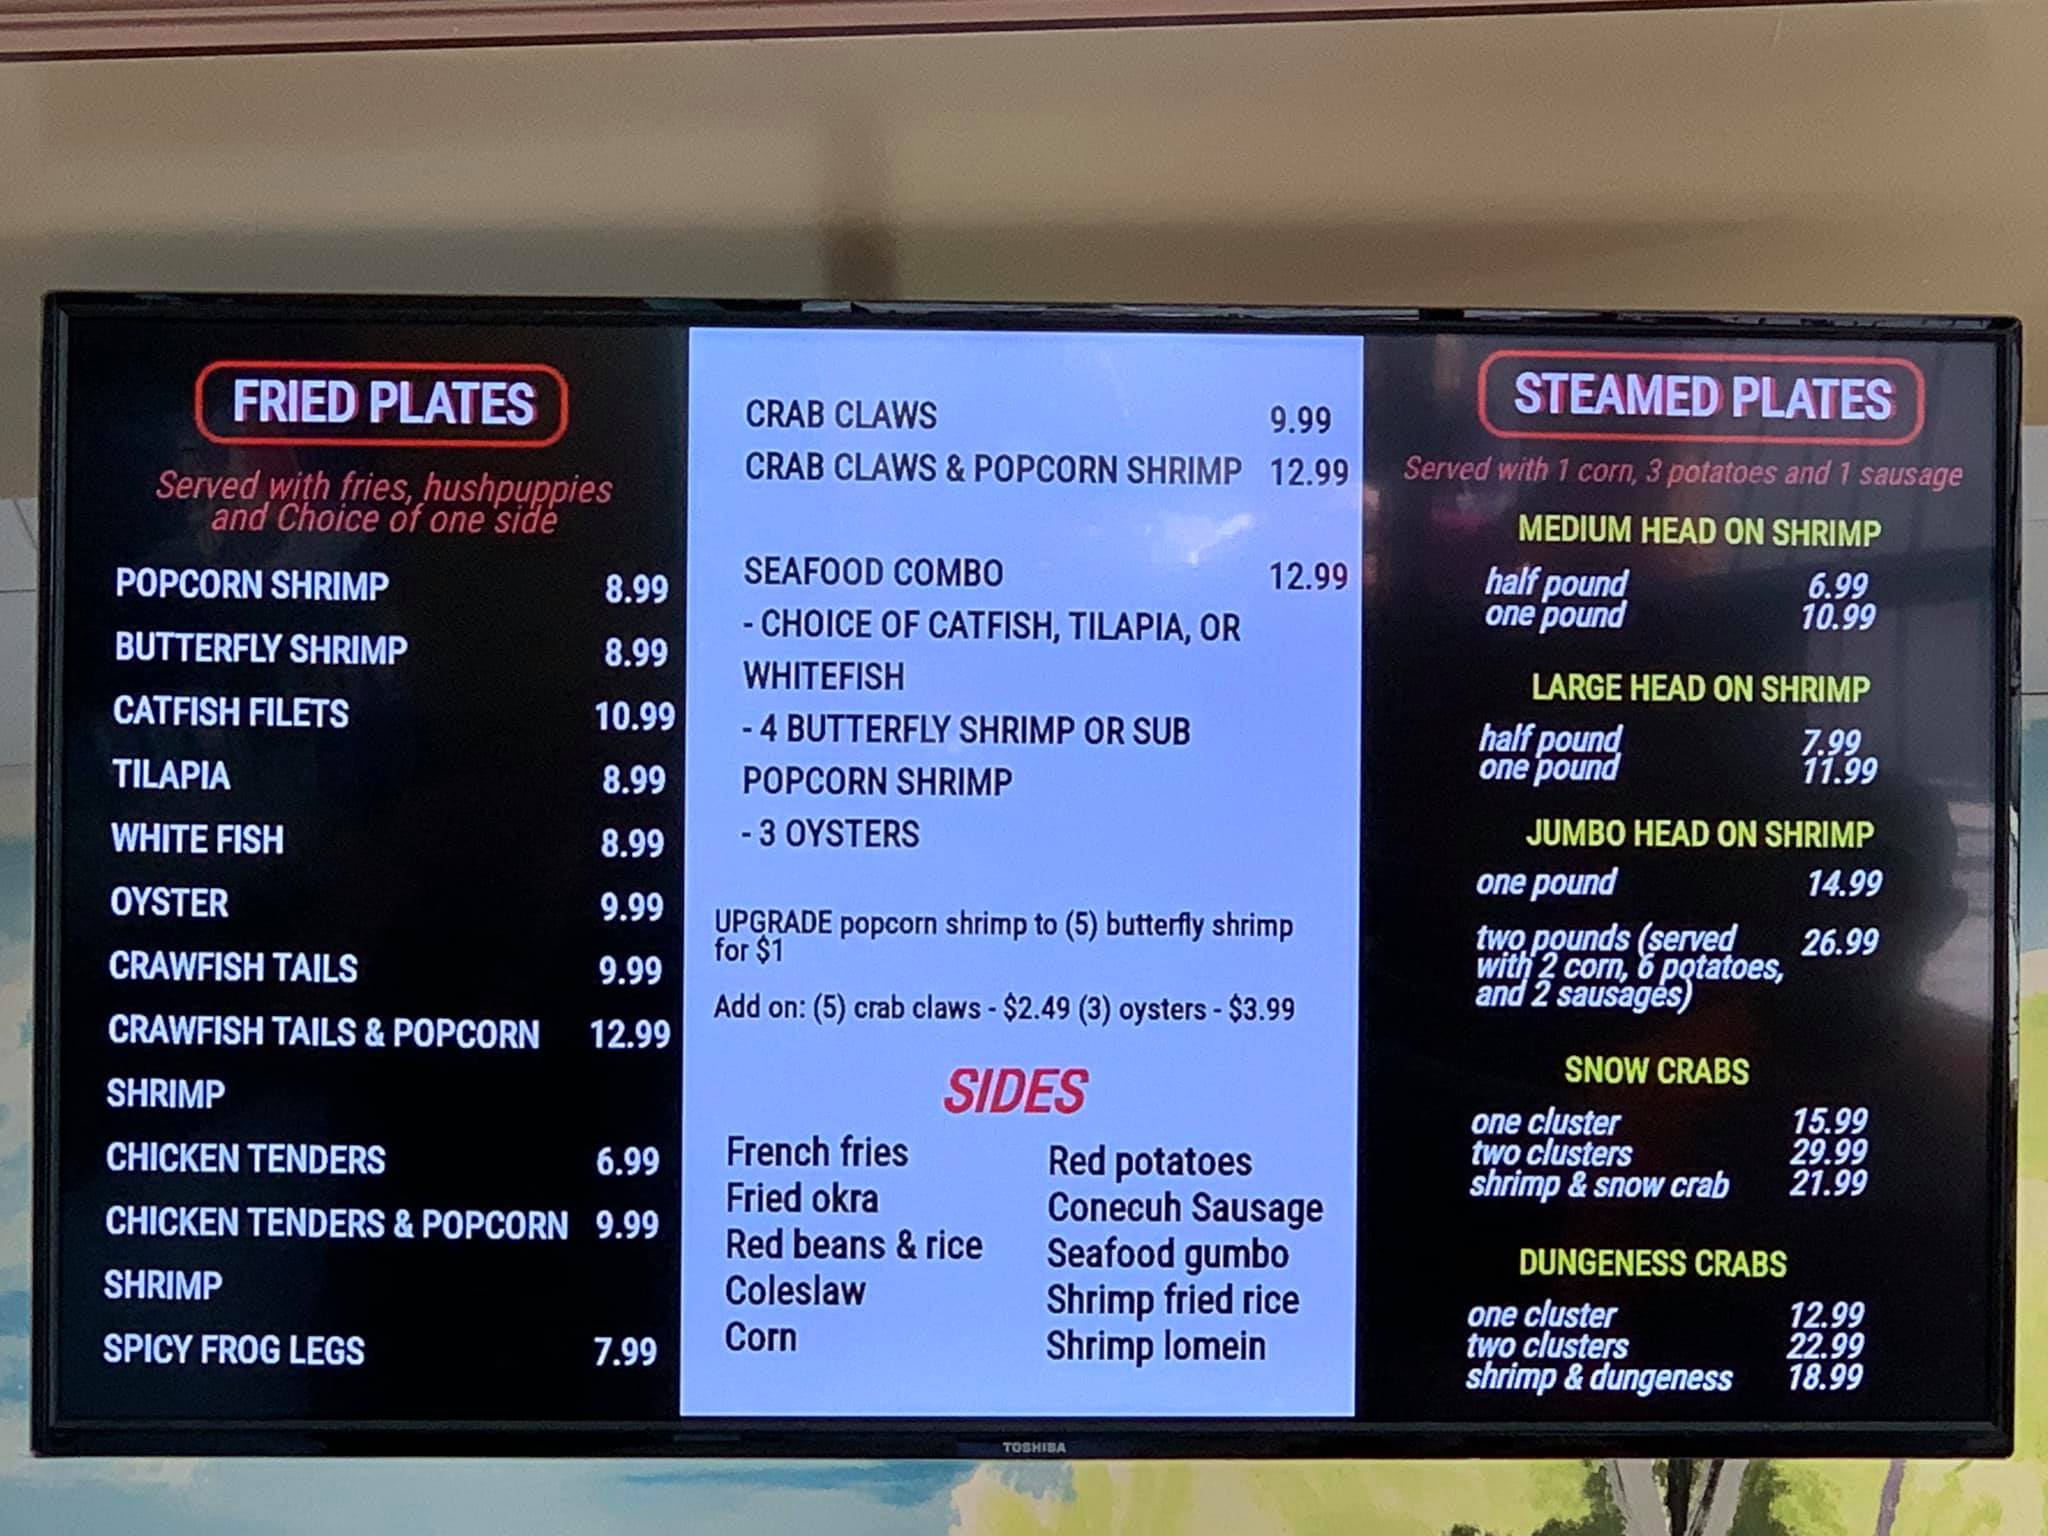 FRIED PLATES
Served with fries, hushpuppies
and Choice of one side
POPCORN SHRIMP 8.99
BUTTERFLY SHRIMP 8.99
CATFISH FILETS 10.99
TILAPIA 8.99
WHITE FISH 8.99
OYSTER 9.99
CRAWFISH TAILS 9.99
CRAWFISH TAILS & POPCORN 12.99
SHRIMP
CHICKEN TENDERS 6.99
CHICKEN TENDERS & POPCORN 9.99
SHRIMP
SPICY FROG LEGS 7.99
CRAB CLAWS 9.99
CRAB CLAWS & POPCORN SHRIMP 12.99
SEAFOOD COMBO 12.99
- CHOICE OF CATFISH, TILAPIA, OR
WHITEFISH
- 4 BUTTERFLY SHRIMP OR SUB
POPCORN SHRIMP
- 3 OYSTERS
UPGRADE popcorn shrimp to (5) butterfly shrimp
for $1
Add on: (5) crab claws - $2.49 (3) oysters - $3.99
SIDES
French fries
Fried okra
Red beans & rice
Coleslaw
Corn
Red potatoes
Conecuh Sausage
Seafood gumbo
Shrimp fried rice
Shrimp lomein
STEAMED PLATES
Served with 1 corn, 3 potatoes and 1 sausage
MEDIUM HEAD ON SHRIMP
half pound 6.99
one pound 10.99
LARGE HEAD ON SHRIMP
half pound 7.99
one pound 11.99
JUMBO HEAD ON SHRIMP
one pound 14.99
two pounds (served 26.99
with 2 corn, 6 potatoes,
and 2 sausages)
SNOW CRABS
one cluster 15.99
two clusters 29.99
shrimp & snow crab 21.99
DUNGENESS CRABS
one cluster 12.99
two clusters 22.99
shrimp & dungeness 18.99
TOSHIBA